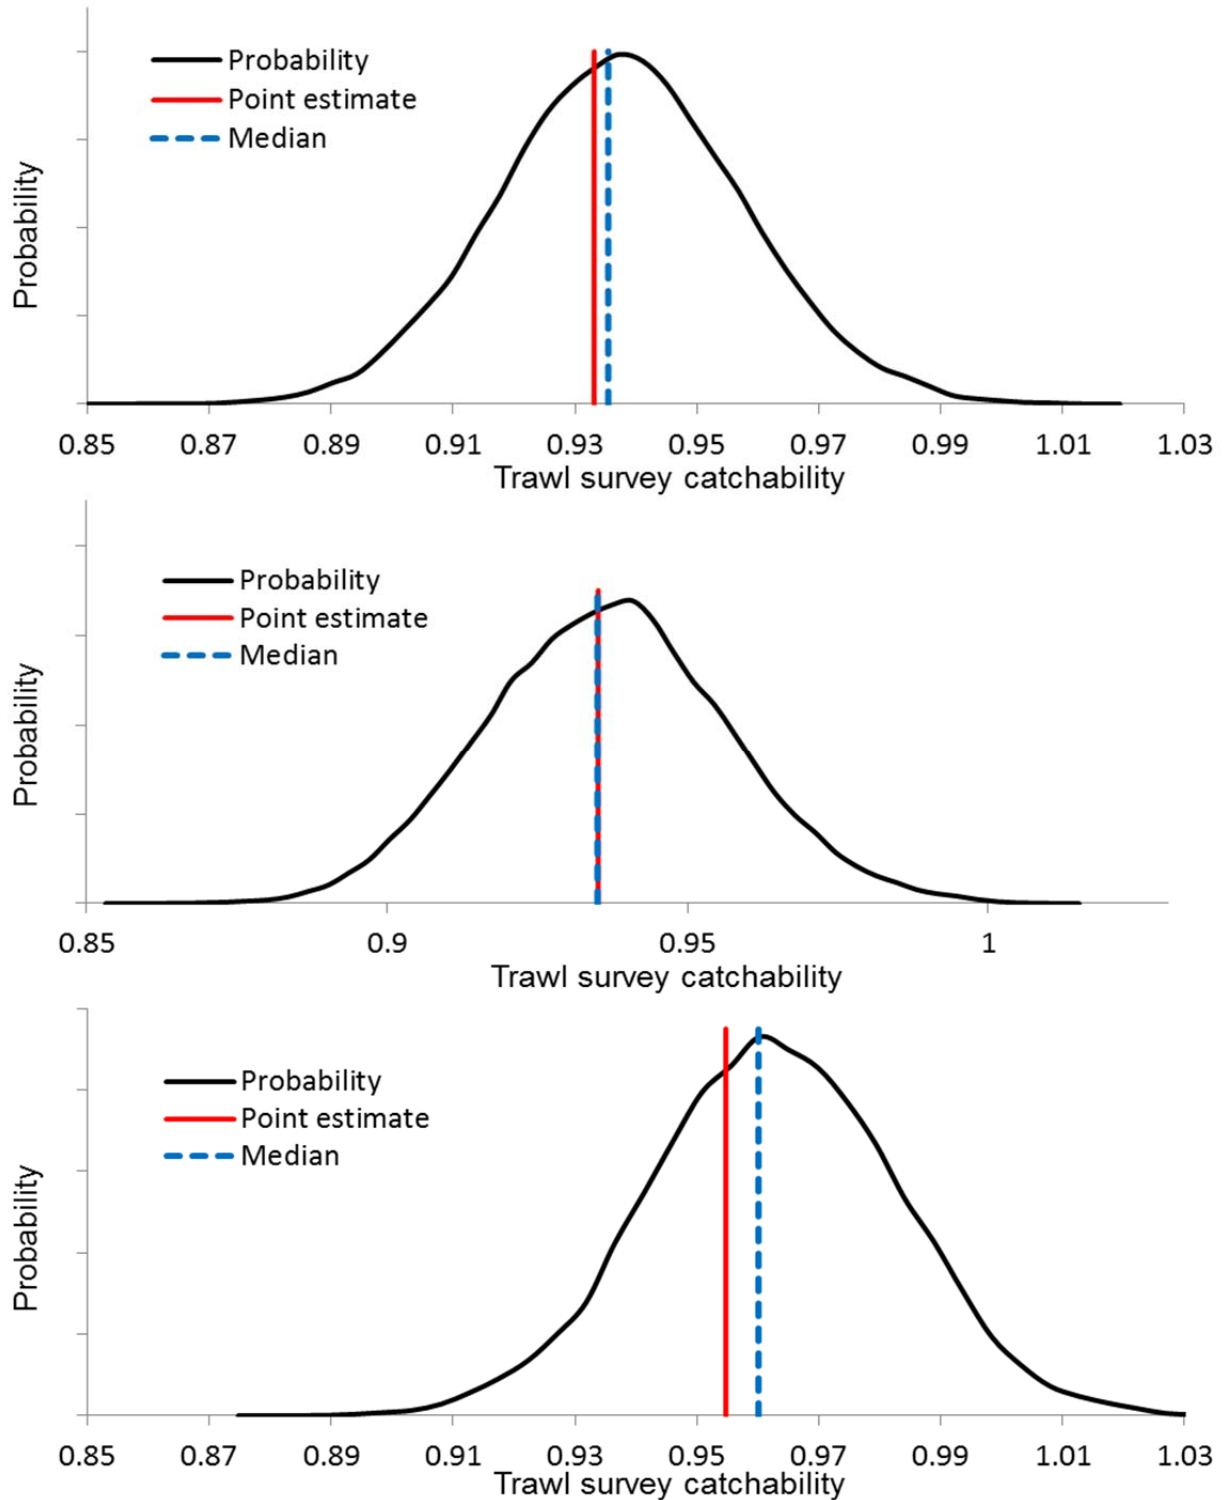 Probability
Point estimate
Median
Probability
0.85 0.87 0.89 0.91 0.93 0.95 0.97 0.99 1.01 1.03
Trawl survey catchability
Probability
Point estimate
Median
Probability
0.85 0.9 0.95 1
Trawl survey catchability
Probability
Point estimate
Median
Probability
0.85 0.87 0.89 0.91 0.93 0.95 0.97 0.99 1.01 1.03
Trawl survey catchability